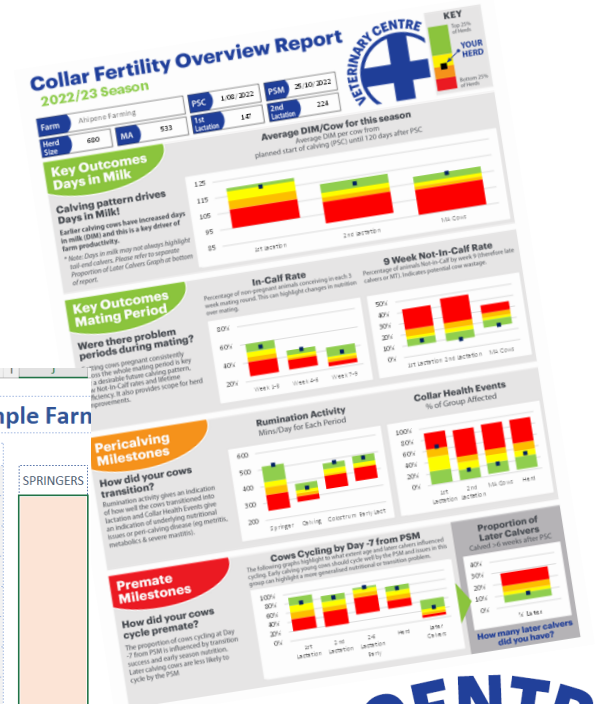 Collar Fertility Overview Report
2022/23 Season
VETERINARY CENTRE
KEY
Top 25%
of Herds
YOUR
HERD
Bottom 25%
of Herds
Farm Ahipene Farming
PSC 1/08/2022
PSM 25/10/2022
Herd
Size 680
MA 533
1st
Lactation 147
2nd
Lactation 224
Key Outcomes
Days in Milk
Calving pattern drives
Days in Milk!
Earlier calving cows have increased days
in milk (DIM) and this is a key driver of
farm productivity.
* Note: Days in milk may not always highlight
tail-end calvers. Please refer to separate
Proportion of Later Calvers Graph at bottom
of report.
Average DIM/Cow for this season
Average DIM per cow from
planned start of calving (PSC) until 120 days after PSC
125
115
105
95
85
1st lactation
2nd lactation
MA Cows
Key Outcomes
Mating Period
Were there problem
periods during mating?
cows pregnant consistently
the whole mating period is key
a desirable future calving pattern,
Not-In-Calf rates and lifetime
It also provides scope for herd
In-Calf Rate
Percentage of non-pregnant animals conceiving in each 3
week mating round. This can highlight changes in nutrition
over mating.
80%
60%
40%
20%
Week 1-3
Week 4-6
Week 7-9
9 Week Not-In-Calf Rate
Percentage of animals Not-In-Calf by week 9 (therefore late
calvers or MT). Indicates potential cow wastage.
50%
40%
30%
20%
10%
0%
1st Lactation 2nd lactation MA Cows
ple Farn
SPRINGERS
Pericalving
Milestones
How did your cows
transition?
Rumination activity gives an indication
of how well the cows transitioned into
lactation and Collar Health Events give
an indication of underlying nutritional
issues or peri-calving disease (eg metritis,
metabolics & severe mastitis).
Rumination Activity
Mins/Day for Each Period
600
500
400
300
200
Springer
Calving
Colostrum
Early Lact
Collar Health Events
% of Group Affected
100%
80%
60%
40%
20%
0%
1st
Lactation
2nd
lactation
MA Cows
Herd
Premate
Milestones
How did your cows
cycle premate?
The proportion of cows cycling at Day
-7 from PSM is influenced by transition
success and early season nutrition.
Later calving cows are less likely to
cycle by the PSM
Cows Cycling by Day -7 from PSM
The following graphs highlight to what extent age and later calvers influenced
cycling. Early calving young cows should cycle well by the PSM and issues in this
group can highlight a more generalised nutritional or transition problem.
100%
80%
60%
40%
20%
0%
1st
Lactation
2nd
Lactation
Early
Herd
Later
Calvers
Proportion of
Later Calvers
Calved >6 weeks after PSC
40%
30%
20%
10%
0%
% Later
How many later calvers
did you have?
CENTR